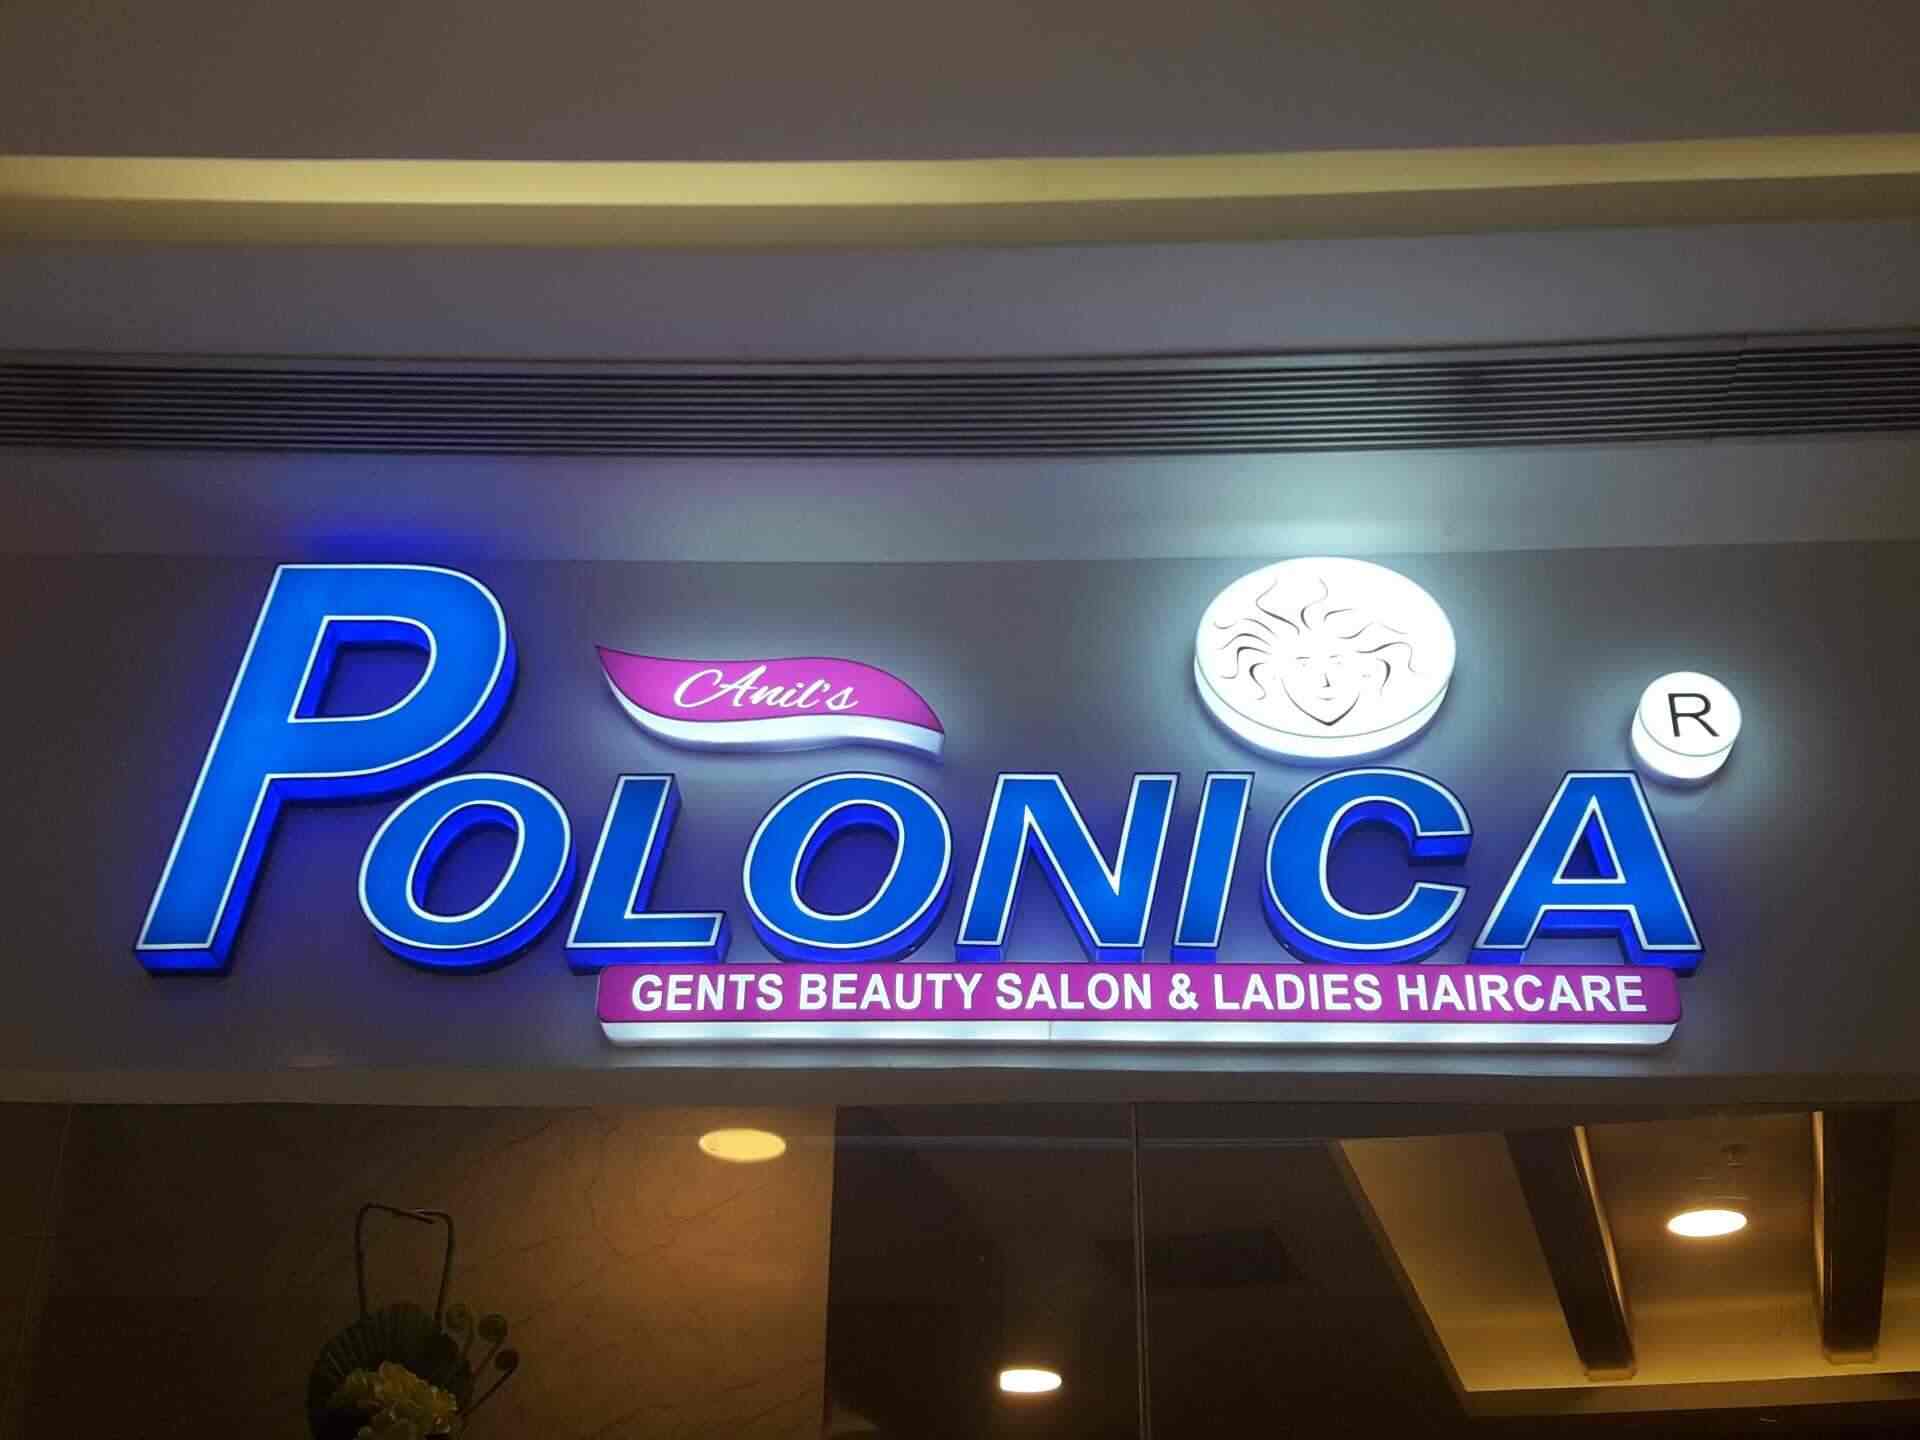 Anil's
POLONICA
R
GENTS BEAUTY SALON & LADIES HAIRCARE